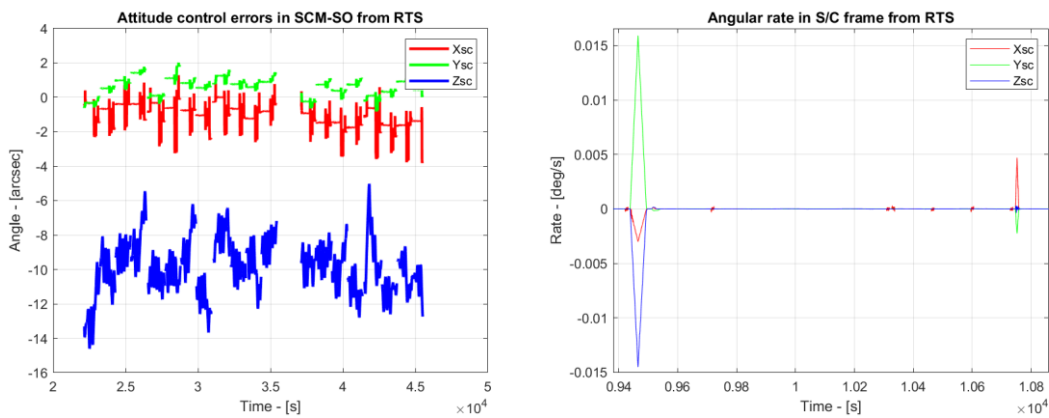 Attitude control errors in SCM-SO from RTS
4
2
0
-2
-4
-6
-8
-10
-12
-14
-16
Angle - [arcsec]
Xsc
Ysc
Zsc
2
2.5
3
3.5
4
4.5
5
Time - [s]
×10⁴
Angular rate in S/C frame from RTS
0.015
0.01
0.005
0
-0.005
-0.01
-0.015
Rate - [deg/s]
Xsc
Ysc
Zsc
0.94
0.96
0.98
1
1.02
1.04
1.06
1.08
Time - [s]
×10⁴